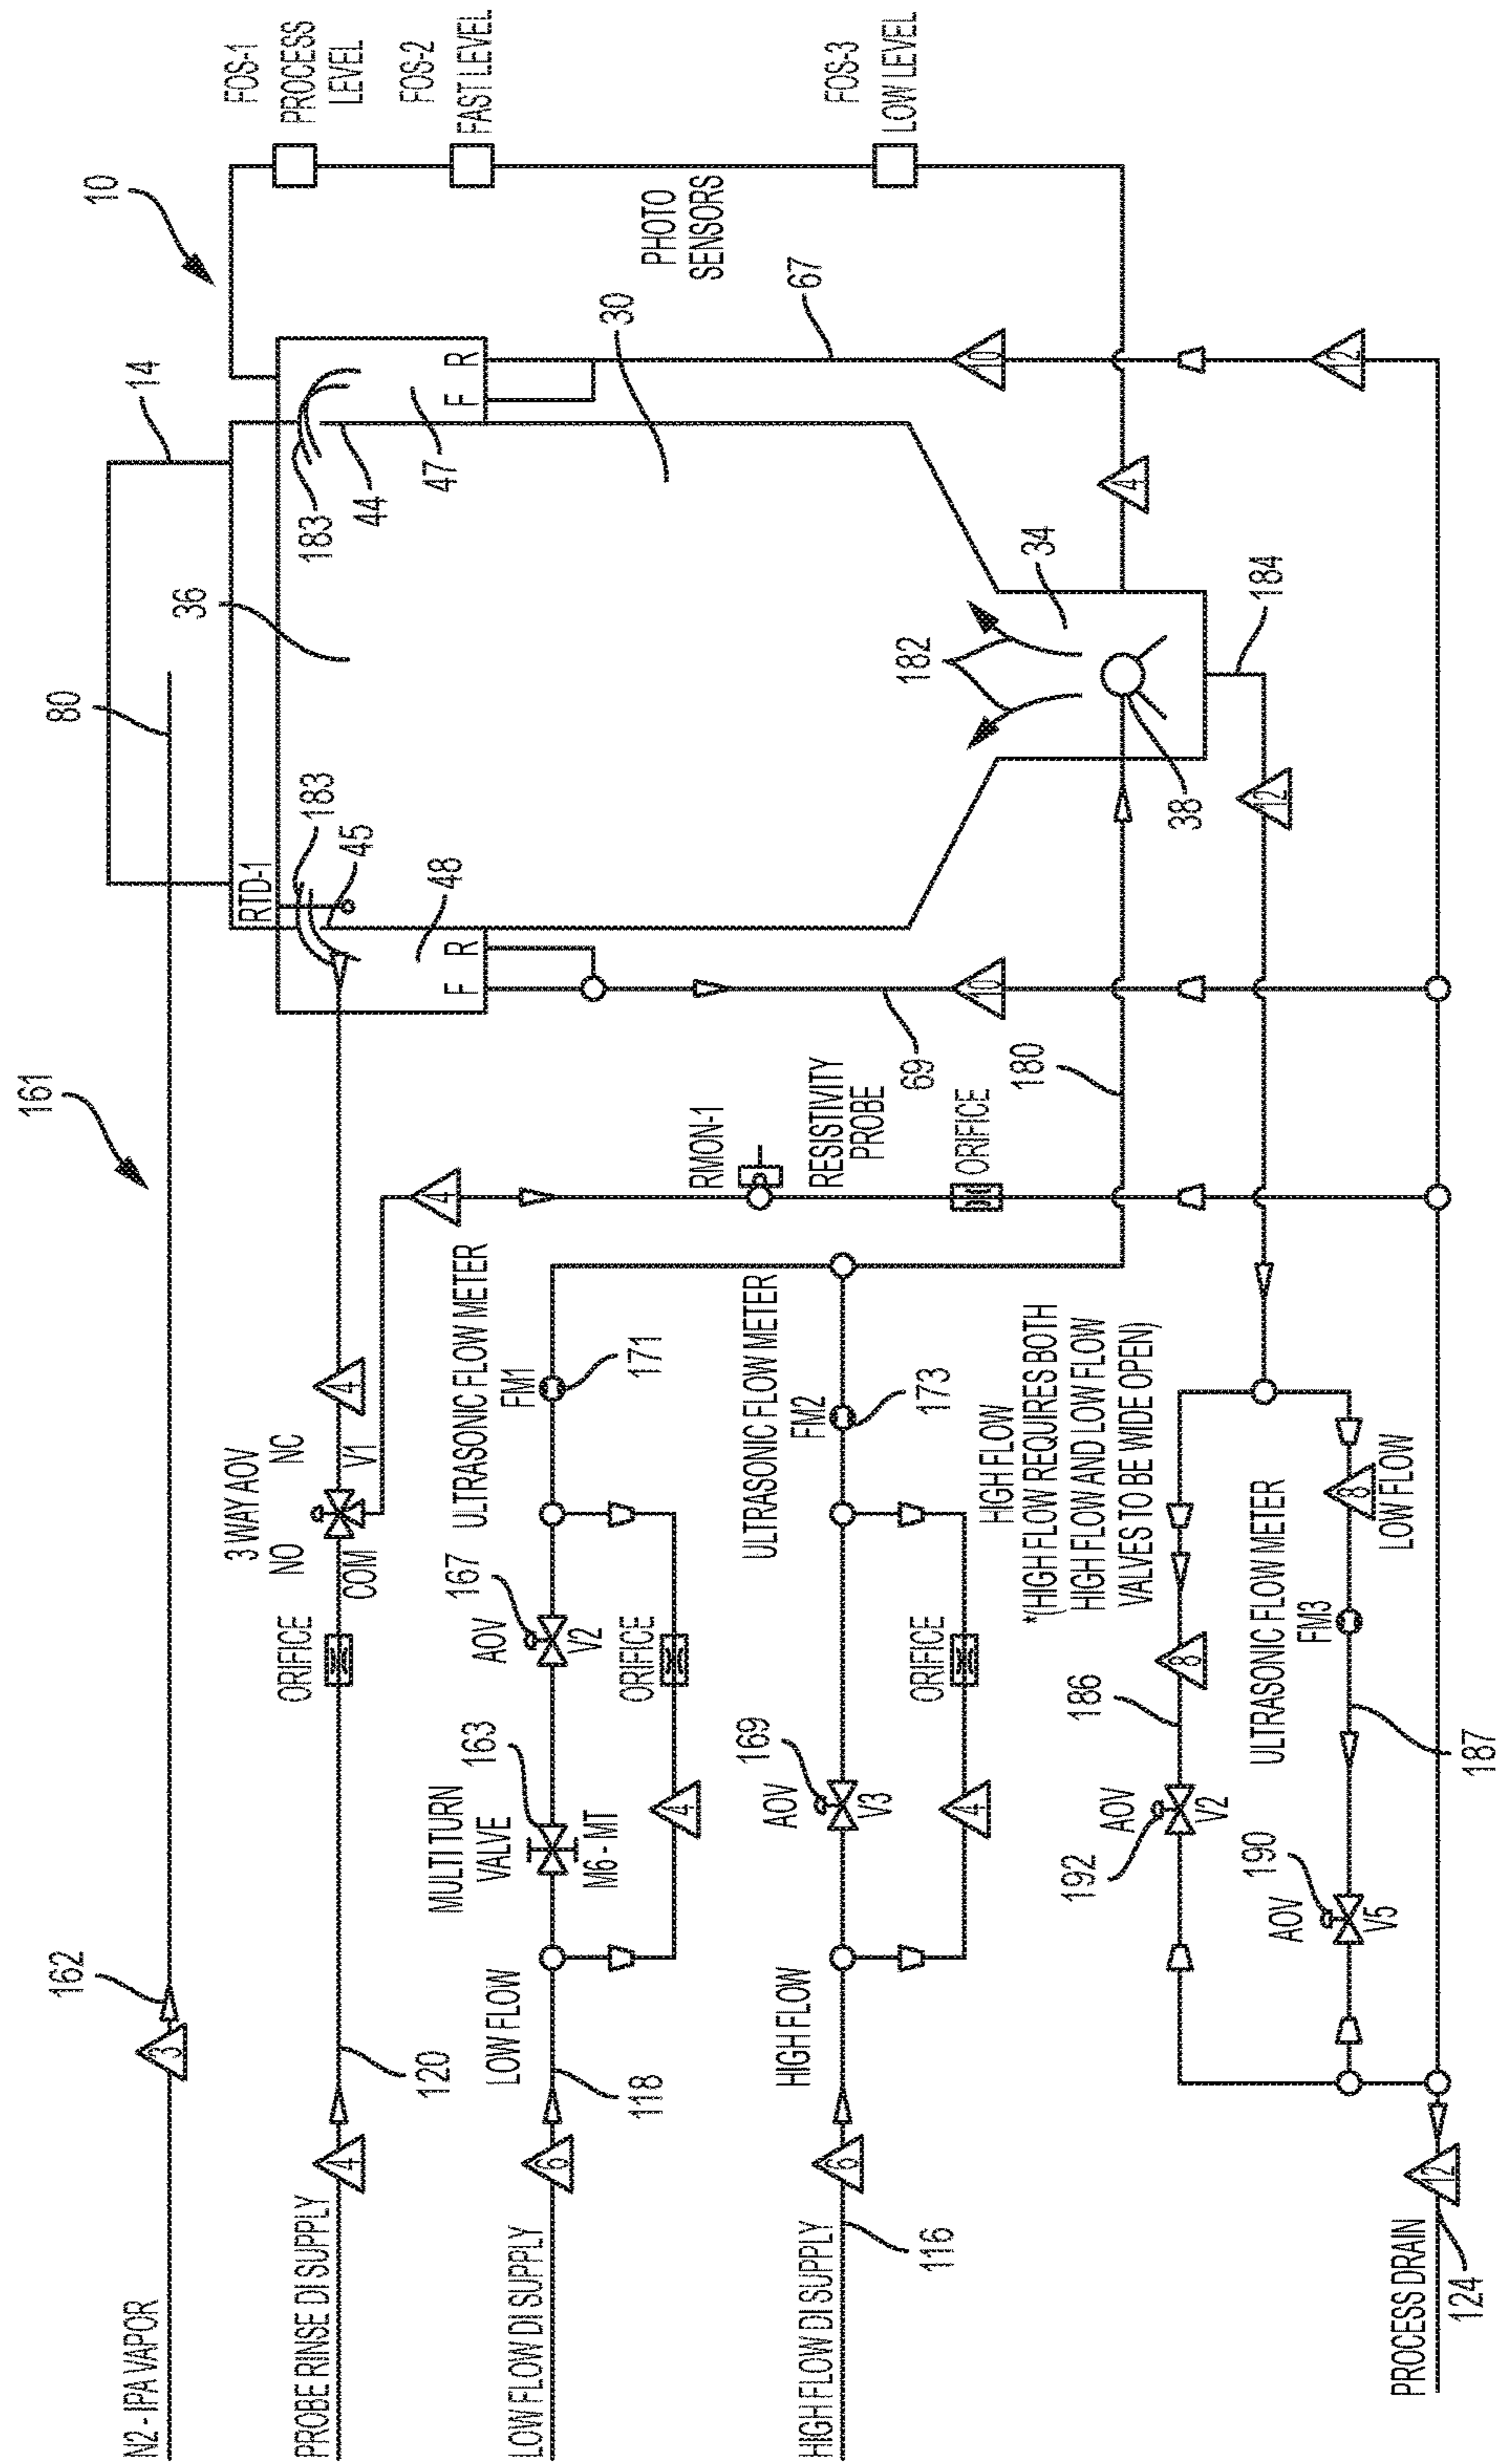 161
10
N2 - IPA VAPOR
3
162
80
14
36
FOS-1
PROCESS
LEVEL
FOS-2
FAST LEVEL
FOS-3
LOW LEVEL
PHOTO
SENSORS
PROBE RINSE DI SUPPLY
4
120
ORIFICE
3 WAY AOV
NO
NC
COM
V1
4
RTD-1
183
45
48
F
R
183
44
47
F
R
30
67
10
12
LOW FLOW DI SUPPLY
6
LOW FLOW
118
MULTI TURN
VALVE
163
M6 - MT
AOV
167
V2
ORIFICE
4
ULTRASONIC FLOW METER
FM1
171
4
RMON-1
RESISTIVITY
PROBE
ORIFICE
69
10
180
HIGH FLOW DI SUPPLY
6
116
HIGH FLOW
AOV
169
V3
ORIFICE
4
ULTRASONIC FLOW METER
FM2
173
182
34
38
4
184
12
HIGH FLOW
*(HIGH FLOW REQUIRES BOTH
HIGH FLOW AND LOW FLOW
VALVES TO BE WIDE OPEN)
192
AOV
V2
186
8
190
AOV
V5
187
ULTRASONIC FLOW METER
FM3
8
LOW FLOW
PROCESS DRAIN
124
12